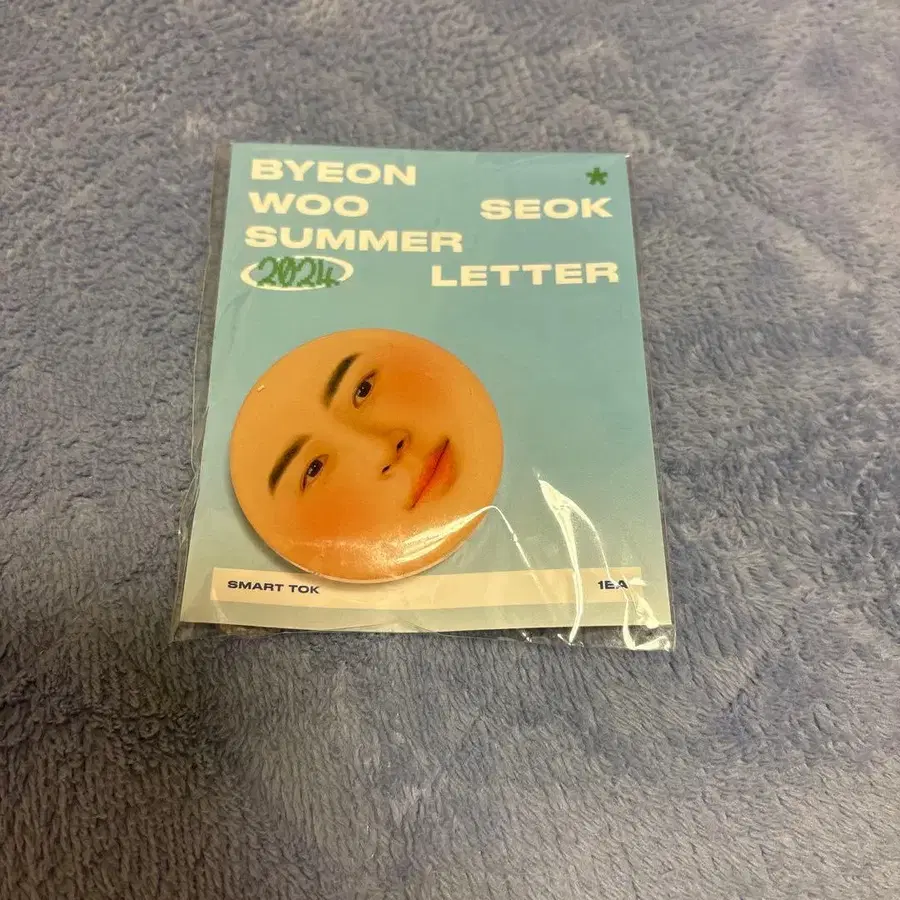 BYEON *
WOO SEOK
SUMMER
2024 LETTER
SMART TOK 1EA